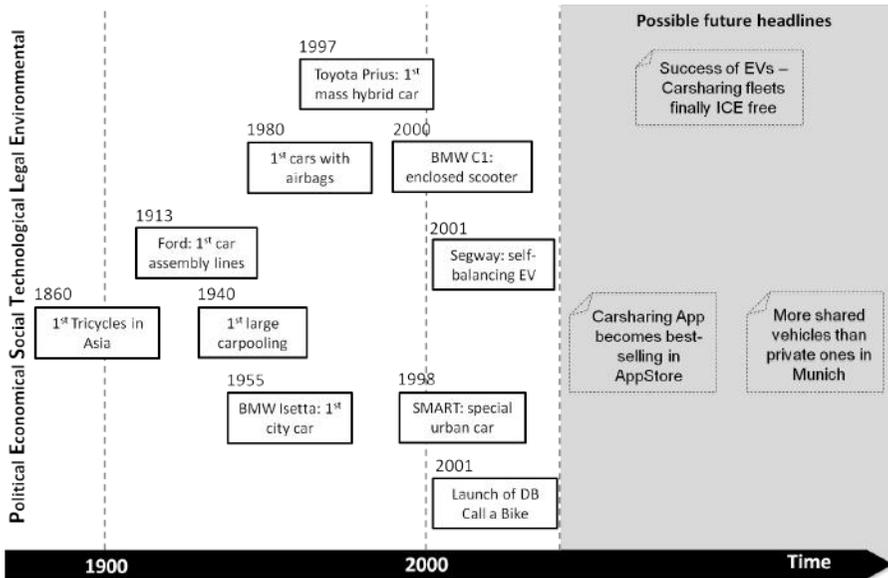 Possible future headlines
1997
Toyota Prius: 1st
mass hybrid car
Success of EVs –
Carsharing fleets
finally ICE free
1980
1st cars with
airbags
2000
BMW C1:
enclosed scooter
1913
Ford: 1st car
assembly lines
2001
Segway: self-
balancing EV
1860
1st Tricycles in
Asia
1940
1st large
carpooling
Carsharing App
becomes best-
selling in
AppStore
More shared
vehicles than
private ones in
Munich
1955
BMW Isetta: 1st
city car
1998
SMART: special
urban car
2001
Launch of DB
Call a Bike
Political Economical Social Technological Legal Environmental
1900
2000
Time